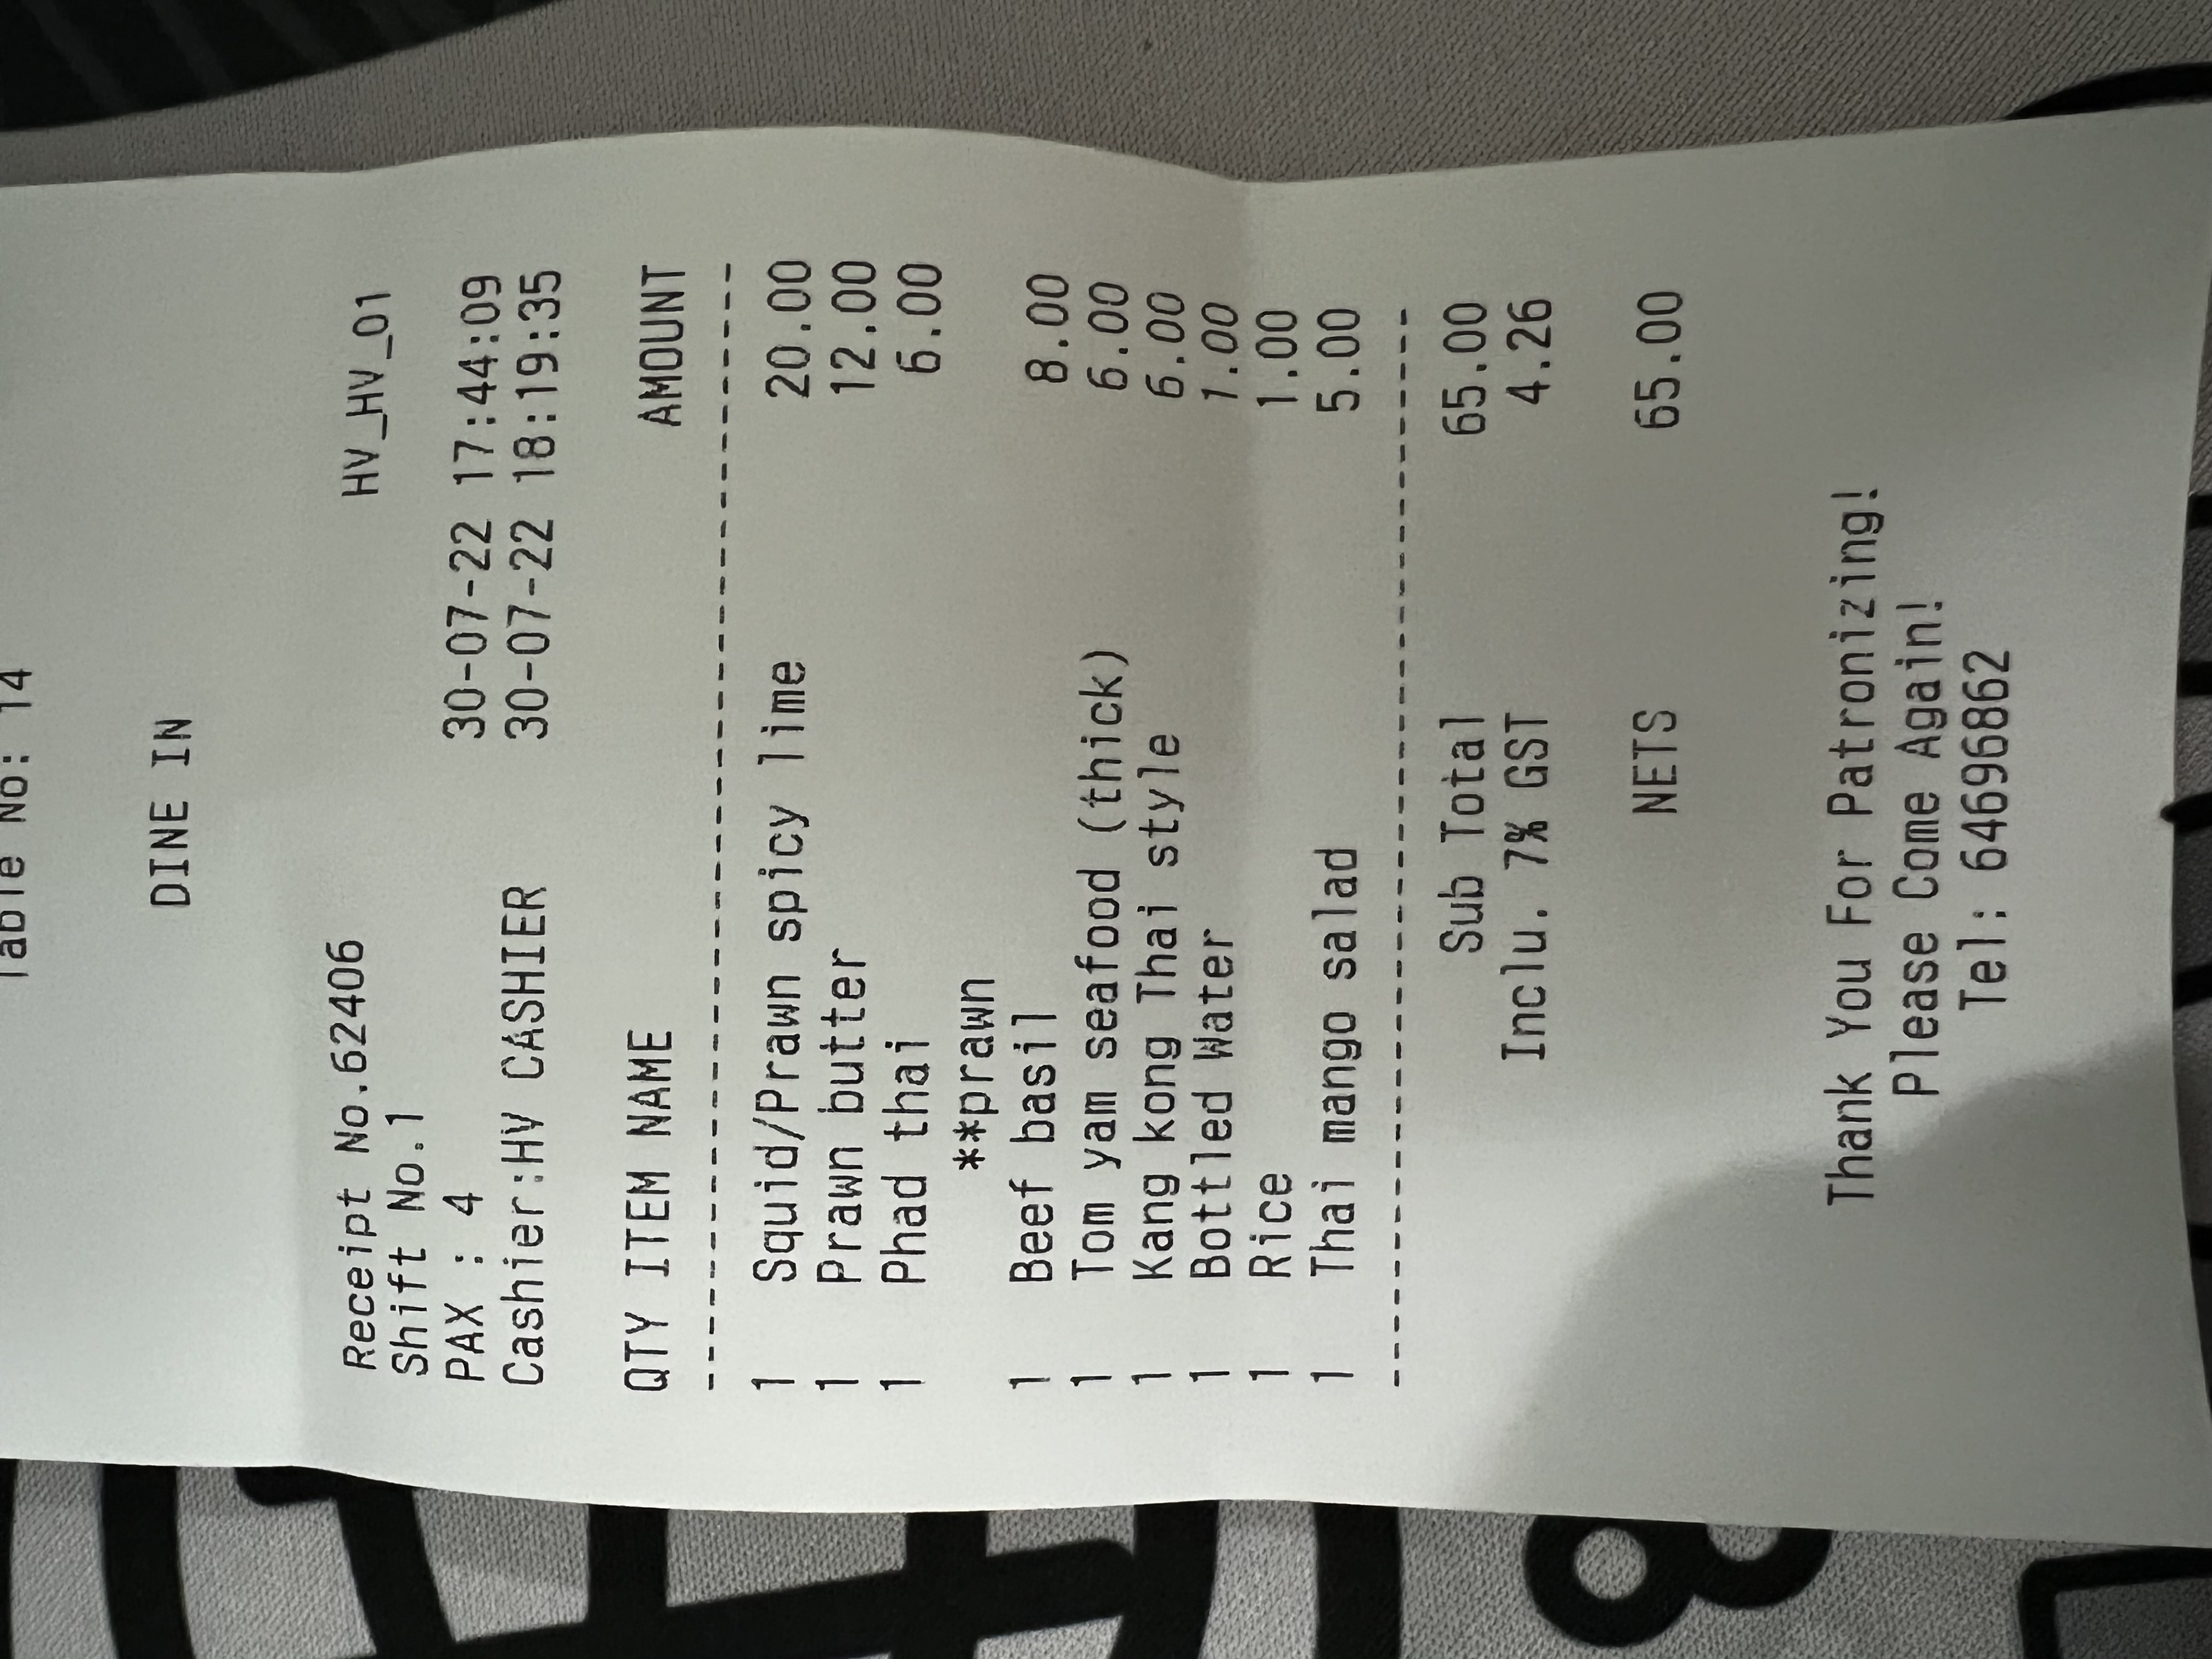 Table No: 14
DINE IN
Receipt No.62406 HV_HV_01
Shift No.1
PAX : 4 30-07-22 17:44:09
Cashier:HV CASHIER 30-07-22 18:19:35
QTY ITEM NAME AMOUNT
1 Squid/Prawn spicy lime 20.00
1 Prawn butter 12.00
1 Phad thai 6.00
**prawn
1 Beef basil 8.00
1 Tom yam seafood (thick) 6.00
1 Kang kong Thai style 6.00
1 Bottled Water 1.00
1 Rice 1.00
1 Thai mango salad 5.00
Sub Total 65.00
Inclu. 7% GST 4.26
NETS 65.00
Thank You For Patronizing!
Please Come Again!
Tel: 64696862